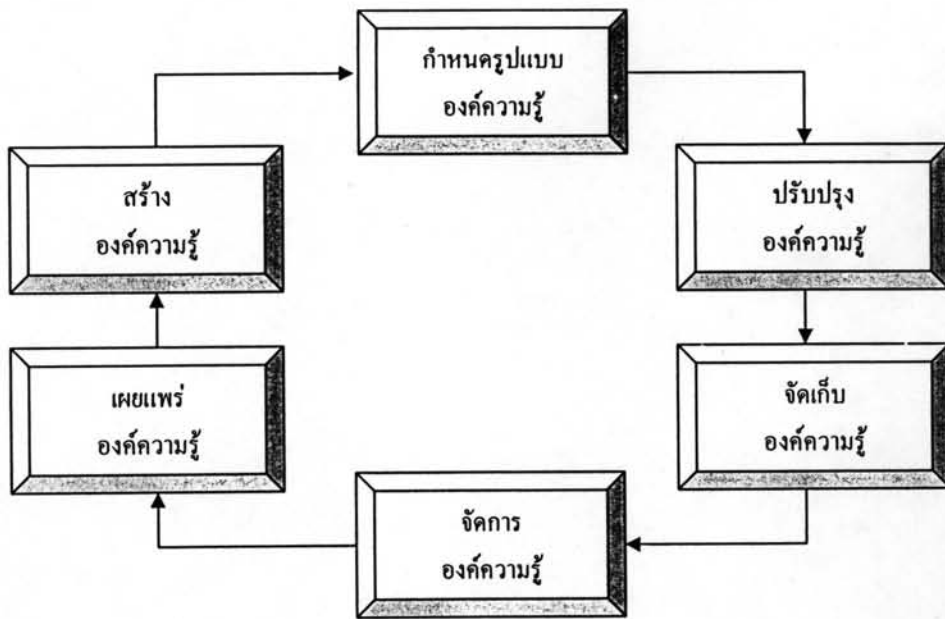 กำหนดรูปแบบ
องค์ความรู้
สร้าง
องค์ความรู้
ปรับปรุง
องค์ความรู้
เผยแพร่
องค์ความรู้
จัดเก็บ
องค์ความรู้
จัดการ
องค์ความรู้